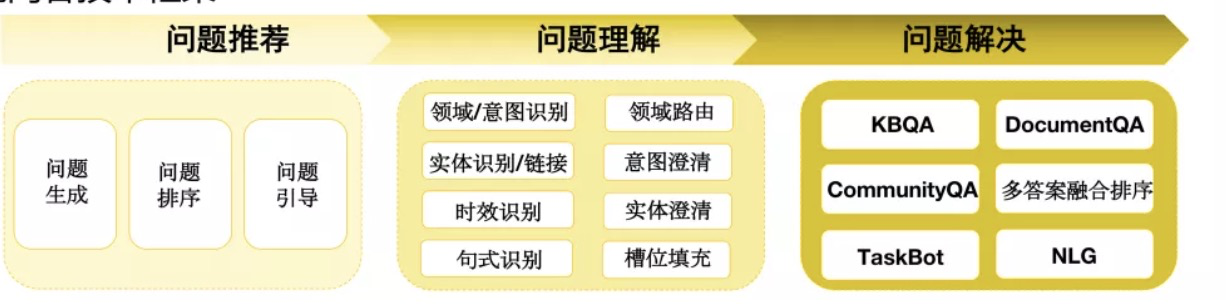 问题推荐
问题理解
问题解决
问题
生成
问题
排序
问题
引导
领域/意图识别
领域路由
实体识别/链接
意图澄清
时效识别
实体澄清
句式识别
槽位填充
KBQA
DocumentQA
CommunityQA
多答案融合排序
TaskBot
NLG